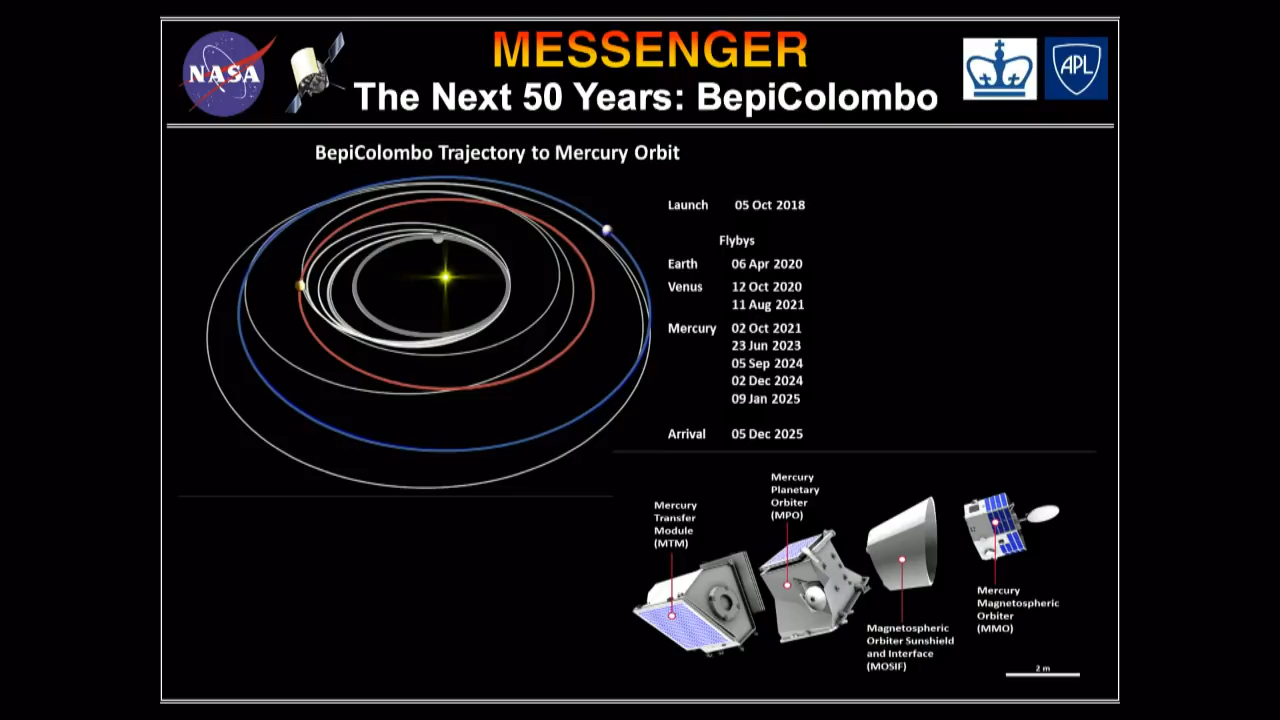 NASA
MESSENGER
The Next 50 Years: BepiColombo
APL
BepiColombo Trajectory to Mercury Orbit
Launch 05 Oct 2018
Flybys
Earth 06 Apr 2020
Venus 12 Oct 2020
11 Aug 2021
Mercury 02 Oct 2021
23 Jun 2023
05 Sep 2024
02 Dec 2024
09 Jan 2025
Arrival 05 Dec 2025
Mercury
Transfer
Module
(MTM)
Mercury
Planetary
Orbiter
(MPO)
Magnetospheric
Orbiter Sunshield
and Interface
(MOSIF)
Mercury
Magnetospheric
Orbiter
(MMO)
2 m